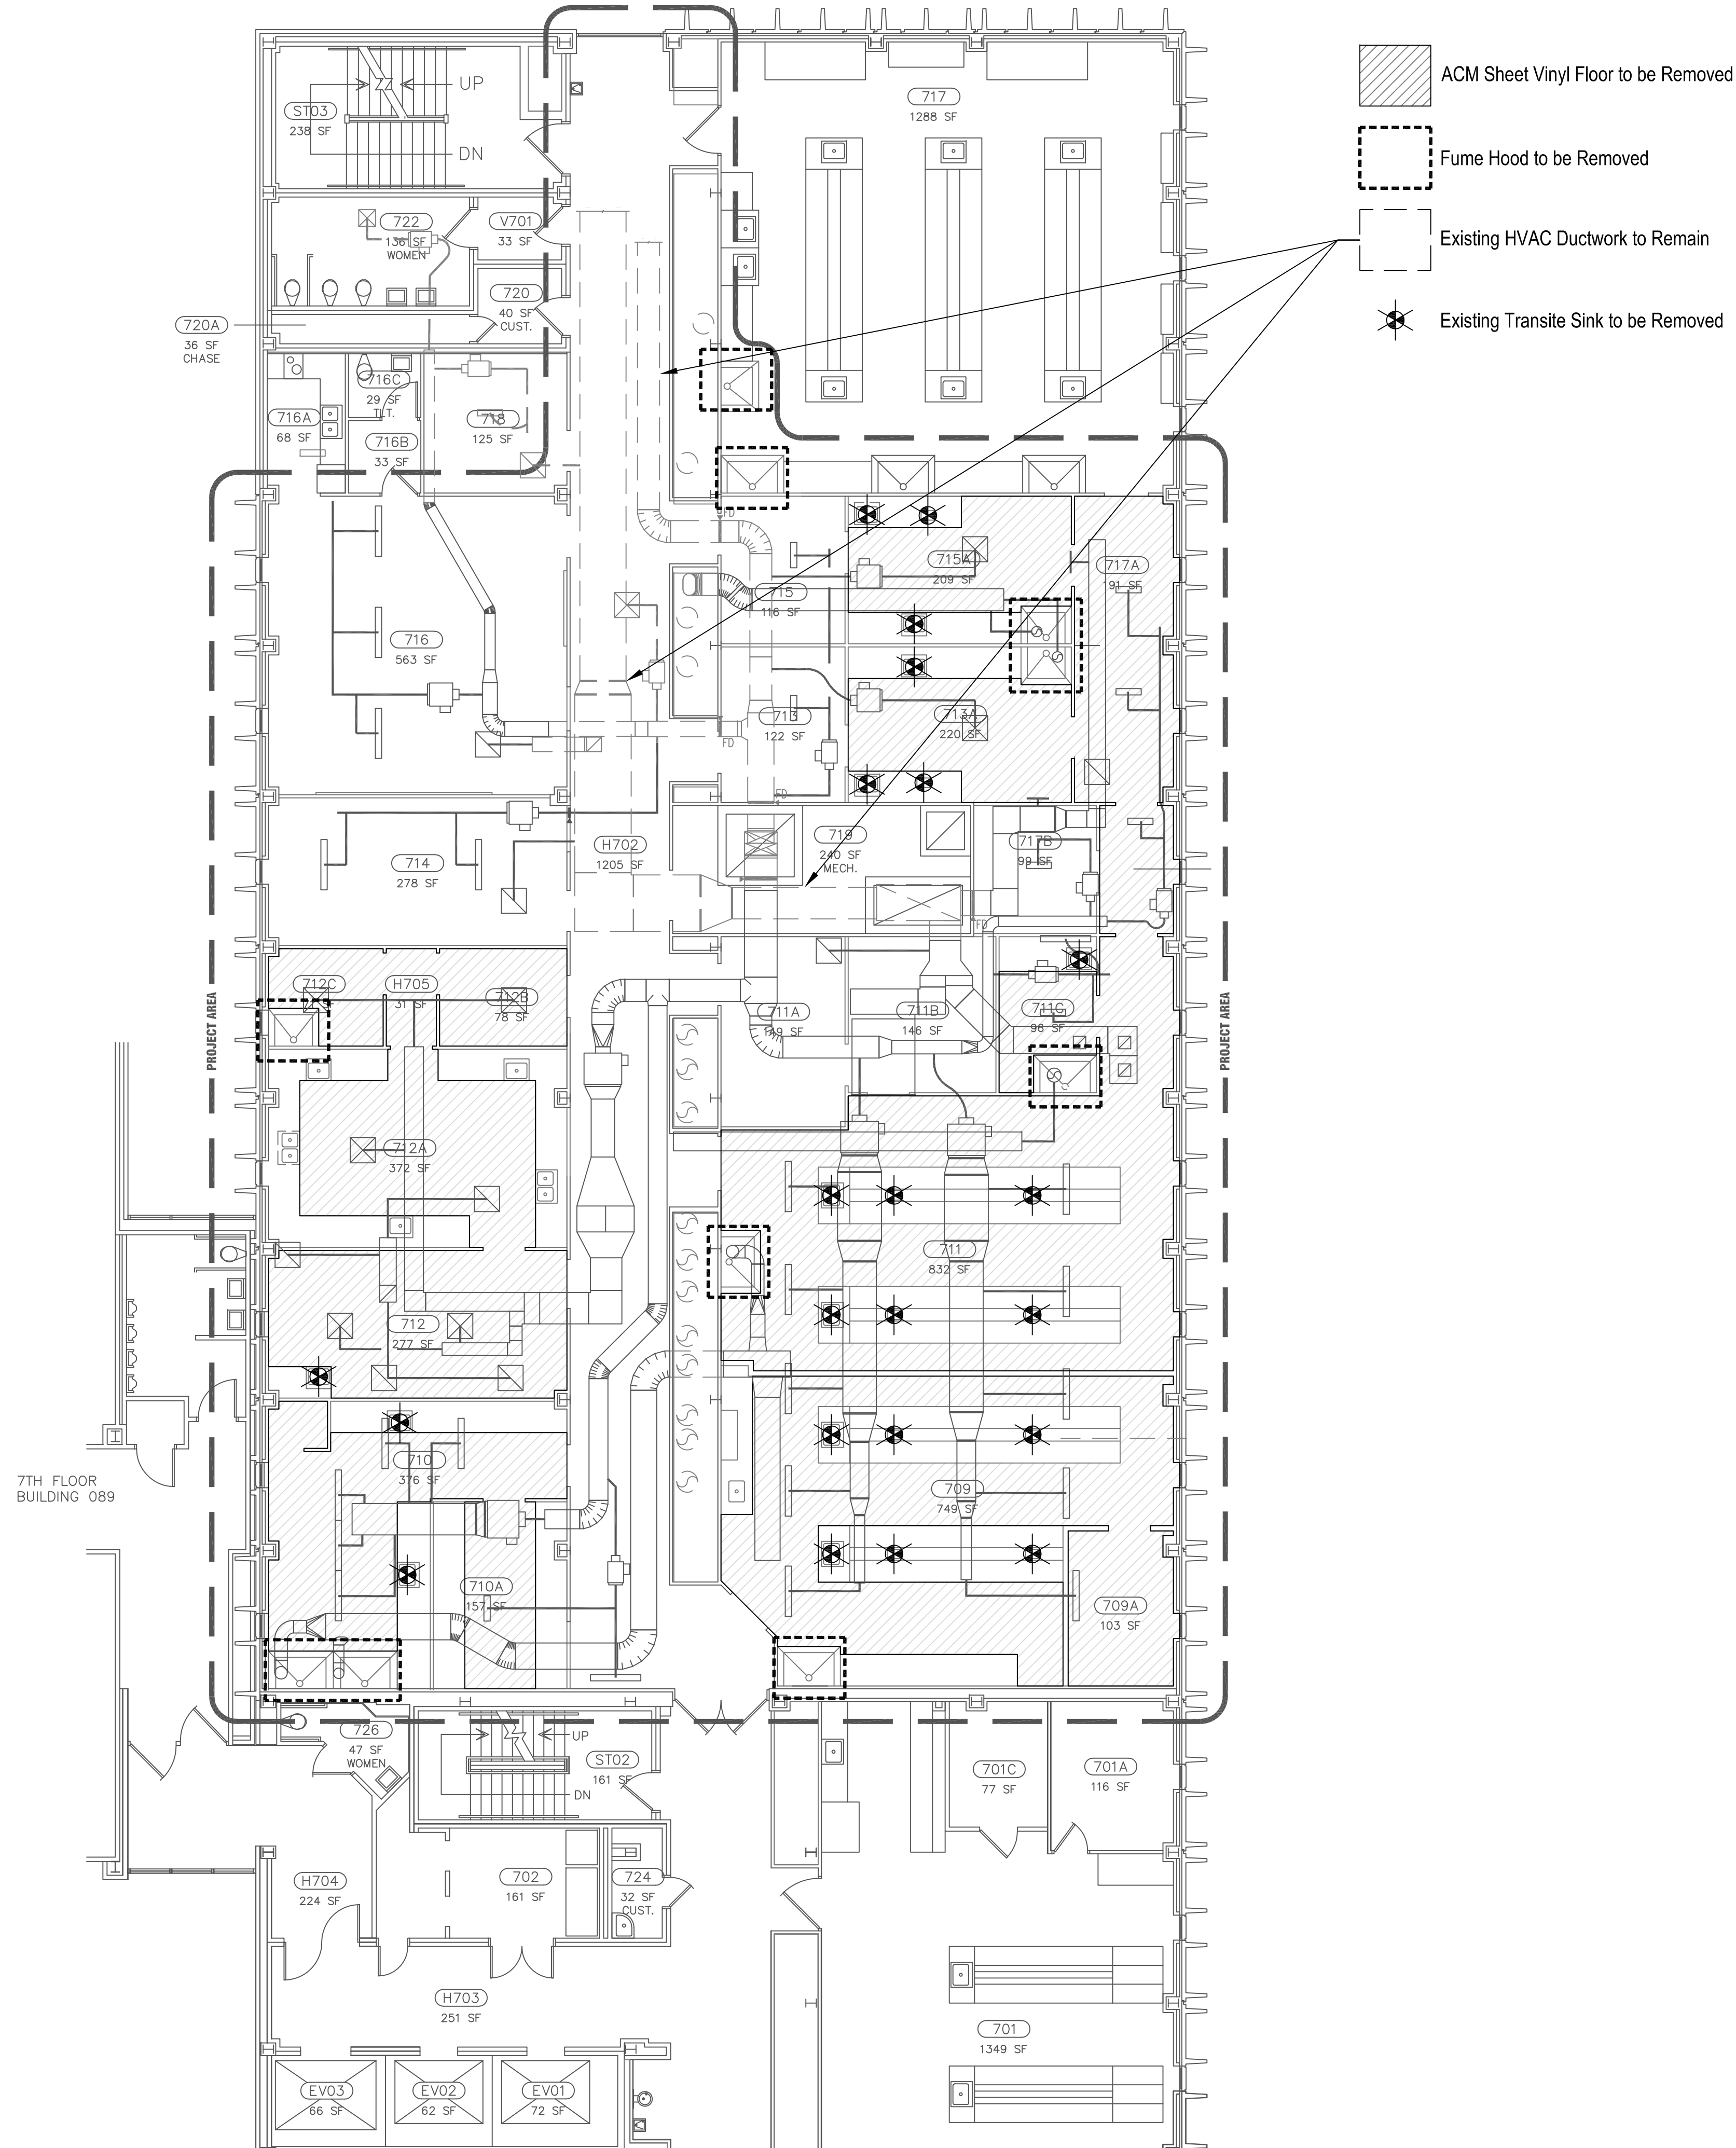 ACM Sheet Vinyl Floor to be Removed
Fume Hood to be Removed
Existing HVAC Ductwork to Remain
Existing Transite Sink to be Removed
UP
ST03
238 SF
DN
717
1288 SF
722
136 SF
WOMEN
V701
33 SF
720
40 SF
CUST.
720A
36 SF
CHASE
716C
29 SF
TLT.
716A
68 SF
718
125 SF
716B
33 SF
FD
715A
209 SF
717A
191 SF
715
116 SF
716
563 SF
713
122 SF
713A
220 SF
FD
FD
H702
1205 SF
719
240 SF
MECH.
717B
99 SF
714
278 SF
FD
712C
H705
31 SF
712B
78 SF
711A
149 SF
711B
146 SF
711C
96 SF
PROJECT AREA
PROJECT AREA
712A
372 SF
711
832 SF
712
277 SF
710
376 SF
709
749 SF
7TH FLOOR
BUILDING 089
710A
157 SF
709A
103 SF
726
47 SF
WOMEN
UP
ST02
161 SF
DN
701C
77 SF
701A
116 SF
H704
224 SF
702
161 SF
724
32 SF
CUST.
H703
251 SF
701
1349 SF
EV03
66 SF
EV02
62 SF
EV01
72 SF